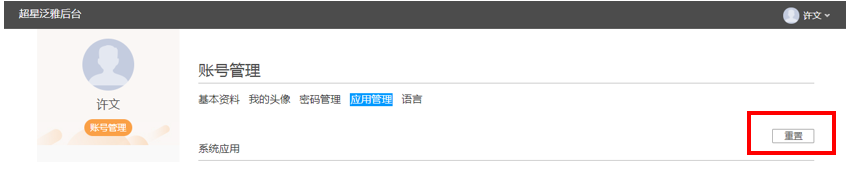 超星泛雅后台
许文
许文
账号管理
账号管理
基本资料 我的头像 密码管理 应用管理 语言
重置
系统应用